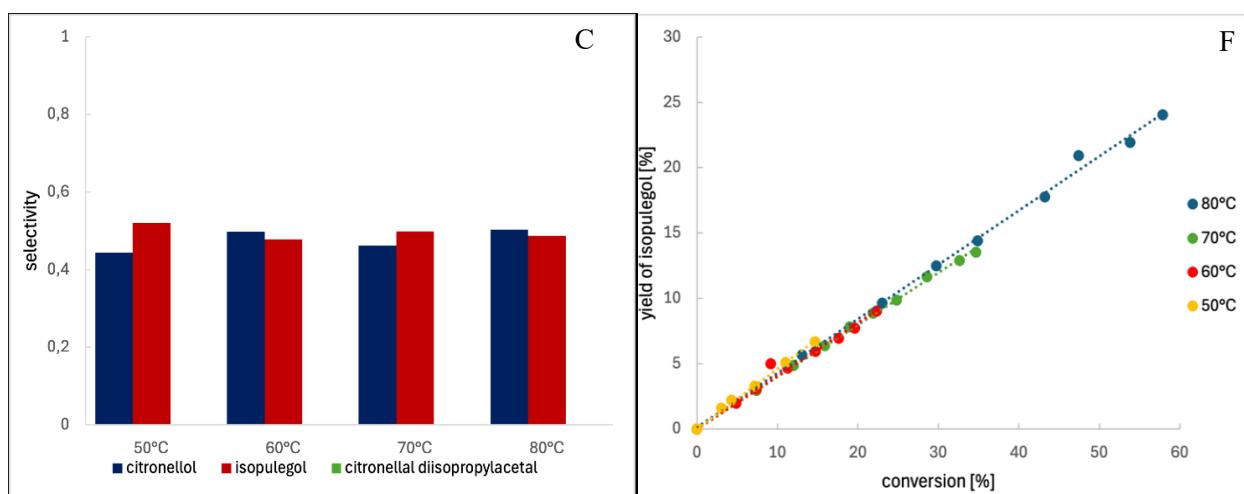 C
1
0,8
0,6
0,4
0,2
0
selectivity
50°C 60°C 70°C 80°C
citronellol isopulegol citronellal diisopropylacetal
F
30
25
20
15
10
5
0
yield of isopulegol [%]
0 10 20 30 40 50 60
conversion [%]
80°C
70°C
60°C
50°C